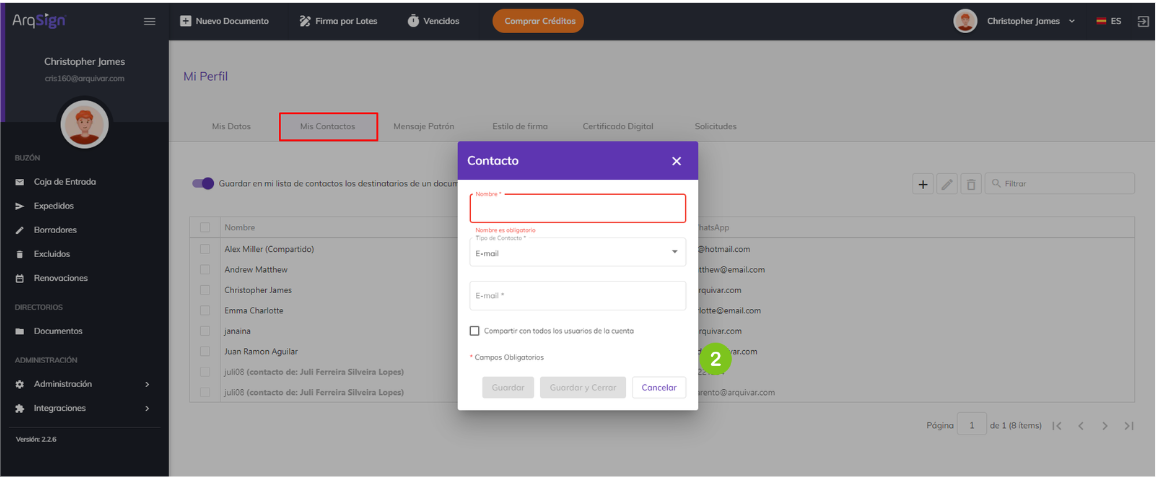 ArqSign
Nuevo Documento
Firma por Lotes
Vencidos
Comprar Créditos
Christopher James
ES
Christopher James
cris160@arquivar.com
BUZÓN
Caja de Entrada
Expedidos
Borradores
Excluidos
Renovaciones
DIRECTORIOS
Documentos
ADMINISTRACIÓN
Administración
Integraciones
Versión: 2.2.6
Mi Perfil
Mis Datos
Mis Contactos
Mensaje Patrón
Estilo de firma
Certificado Digital
Solicitudes
Guardar en mi lista de contactos los destinatarios de un docum
Filtrar
Nombre
hatsApp
Alex Miller (Compartido)
@hotmail.com
Andrew Matthew
tthew@email.com
Christopher James
rquivar.com
Emma Charlotte
lotte@email.com
janaina
rquivar.com
Juan Ramon Aguilar
var.com
juli08 (contacto de: Juli Ferreira Silveira Lopes)
juli08 (contacto de: Juli Ferreira Silveira Lopes)
rento@arquivar.com
Página 1 de 1 (8 ítems)
Contacto
Nombre *
Nombre es obligatorio
Tipo de Contacto *
E-mail
E-mail *
Compartir con todos los usuarios de la cuenta
* Campos Obligatorios
Guardar
Guardar y Cerrar
Cancelar
2